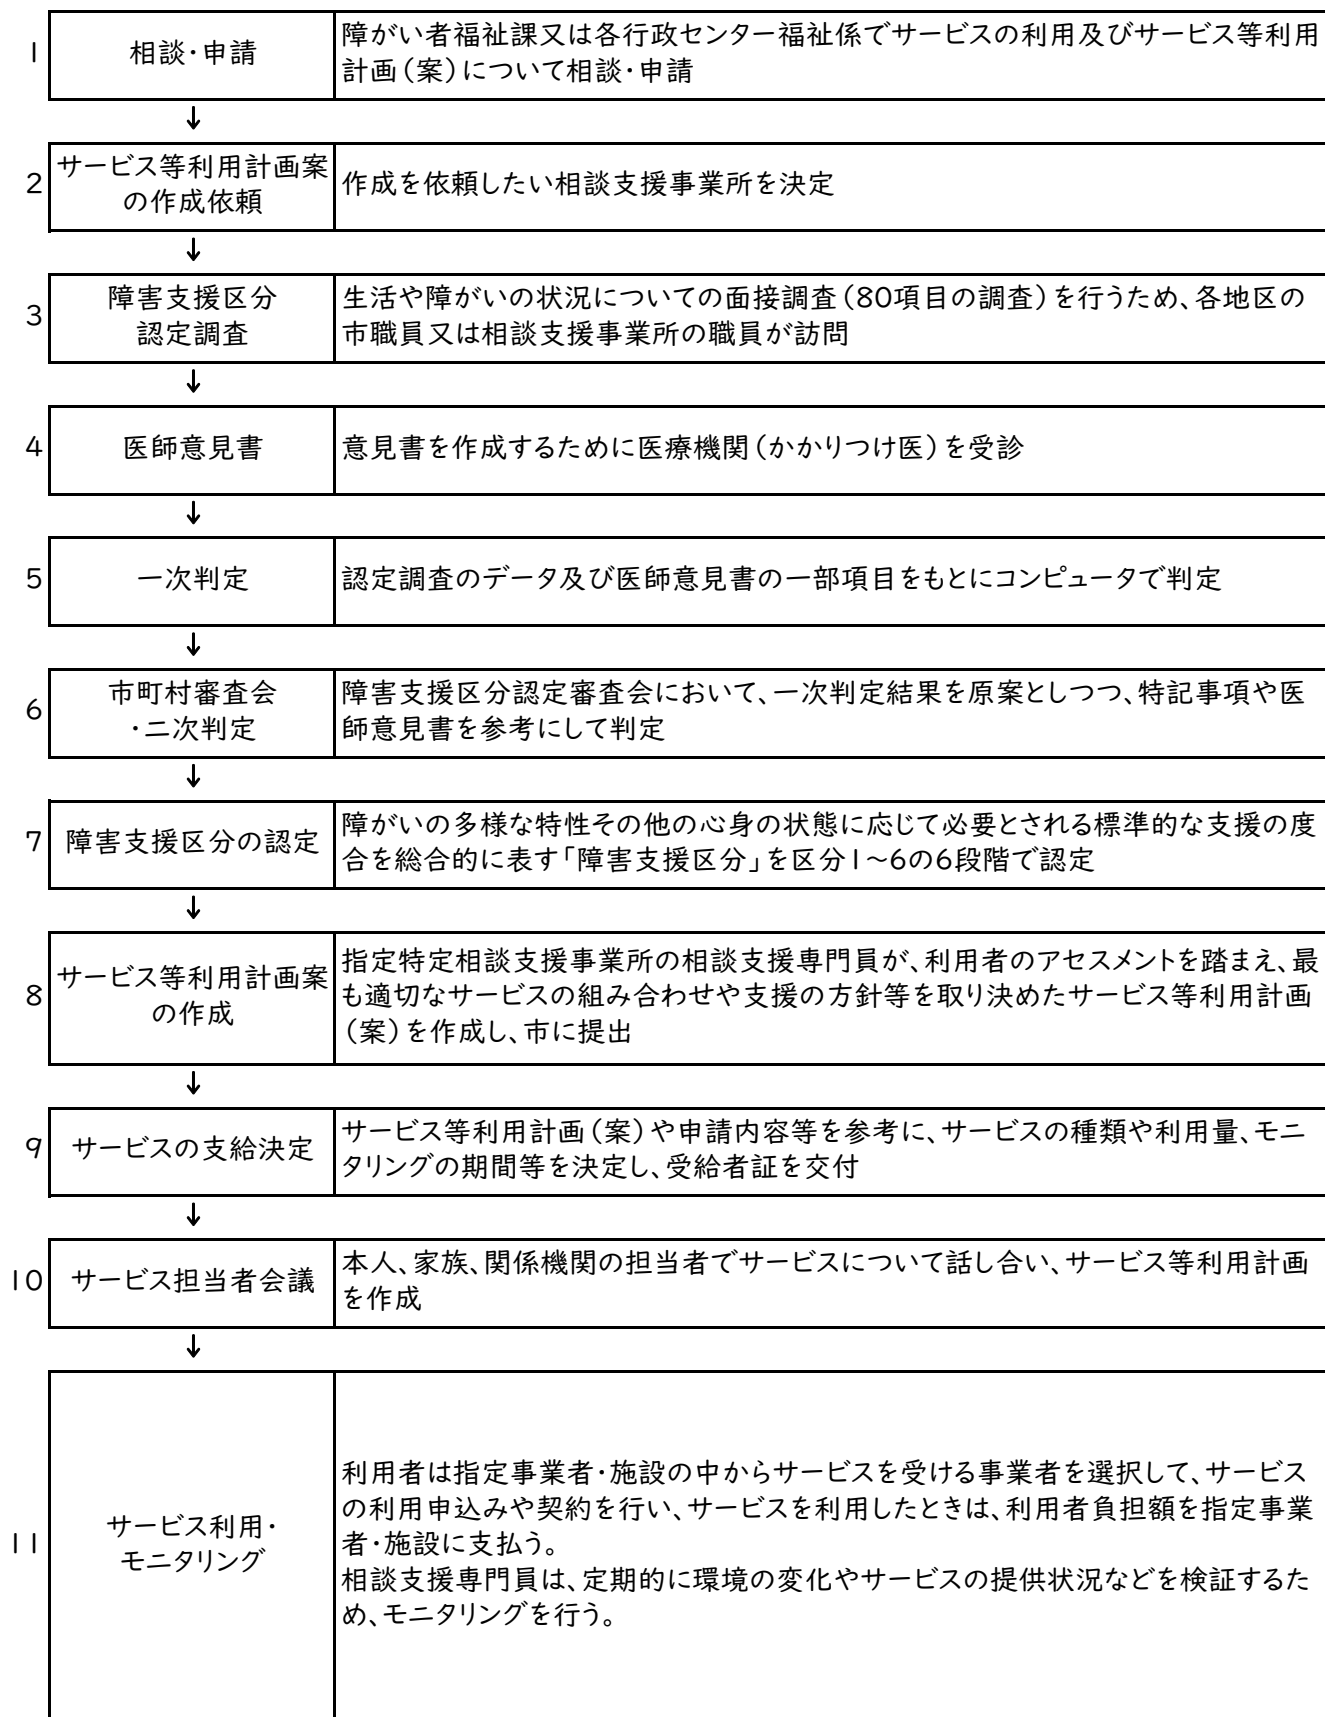 1
相談・申請
障がい者福祉課又は各行政センター福祉係でサービスの利用及びサービス等利用
計画(案)について相談・申請
↓
2
サービス等利用計画案
の作成依頼
作成を依頼したい相談支援事業所を決定
↓
3
障害支援区分
認定調査
生活や障がいの状況についての面接調査(80項目の調査)を行うため、各地区の
市職員又は相談支援事業所の職員が訪問
↓
4
医師意見書
意見書を作成するために医療機関(かかりつけ医)を受診
↓
5
一次判定
認定調査のデータ及び医師意見書の一部項目をもとにコンピュータで判定
↓
6
市町村審査会
・二次判定
障害支援区分認定審査会において、一次判定結果を原案としつつ、特記事項や医
師意見書を参考にして判定
↓
7
障害支援区分の認定
障がいの多様な特性その他の心身の状態に応じて必要とされる標準的な支援の度
合を総合的に表す「障害支援区分」を区分1~6の6段階で認定
↓
8
サービス等利用計画案
の作成
指定特定相談支援事業所の相談支援専門員が、利用者のアセスメントを踏まえ、最
も適切なサービスの組み合わせや支援の方針等を取り決めたサービス等利用計画
(案)を作成し、市に提出
↓
9
サービスの支給決定
サービス等利用計画(案)や申請内容等を参考に、サービスの種類や利用量、モニ
タリングの期間等を決定し、受給者証を交付
↓
10
サービス担当者会議
本人、家族、関係機関の担当者でサービスについて話し合い、サービス等利用計画
を作成
↓
11
サービス利用・
モニタリング
利用者は指定事業者・施設の中からサービスを受ける事業者を選択して、サービス
の利用申込みや契約を行い、サービスを利用したときは、利用者負担額を指定事業
者・施設に支払う。
相談支援専門員は、定期的に環境の変化やサービスの提供状況などを検証するた
め、モニタリングを行う。